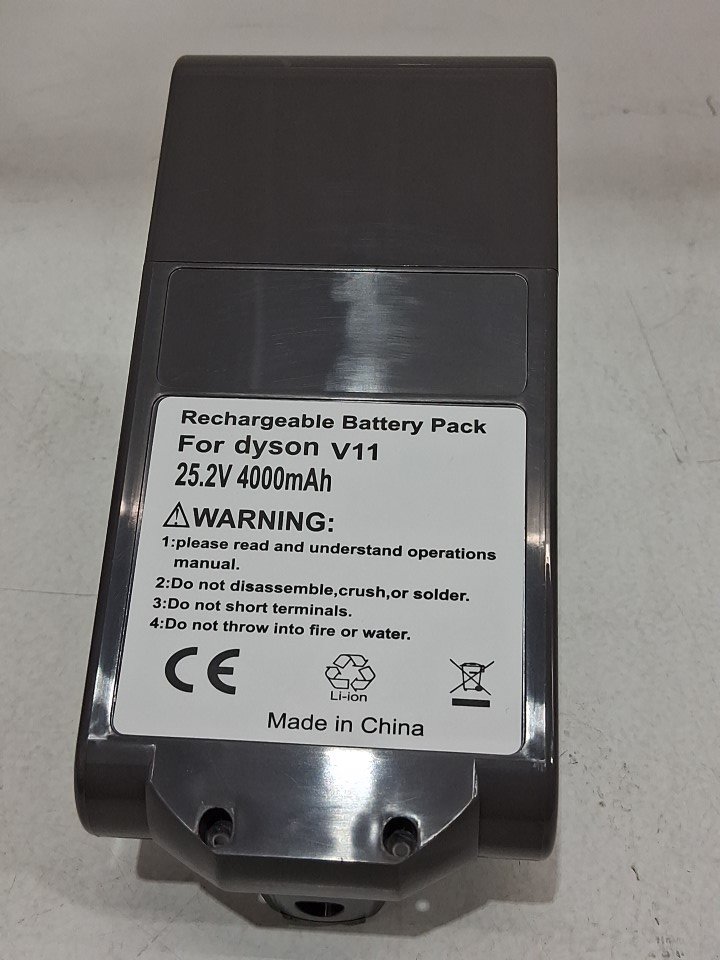 Rechargeable Battery Pack
For dyson V11
25.2V 4000mAh
⚠WARNING:
1:please read and understand operations
manual.
2:Do not disassemble,crush,or solder.
3:Do not short terminals.
4:Do not throw into fire or water.
CE
Li-ion
Made in China